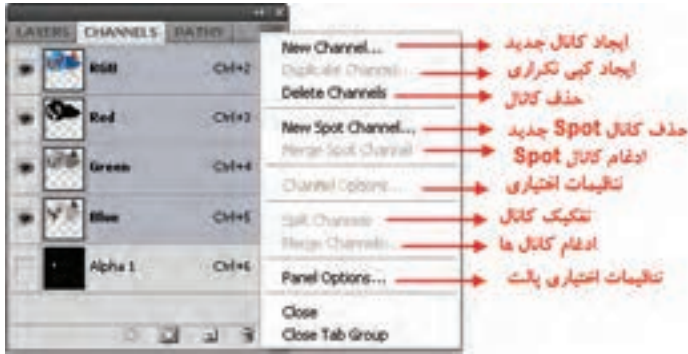 LAYERS CHANNELS PATHS
RGB Ctrl+2
Red Ctrl+3
Green Ctrl+4
Blue Ctrl+5
Alpha 1 Ctrl+6
New Channel... ایجاد کانال جدید
Duplicate Channel... ایجاد کپی تکراری
Delete Channels حذف کانال
New Spot Channel... حذف کانال Spot جدید
Merge Spot Channel ادغام کانال Spot
Channel Options... تنظیمات اختیاری
Split Channels تفکیک کانال
Merge Channels... ادغام کانال ها
Panel Options... تنظیمات اختیاری پالت
Close
Close Tab Group